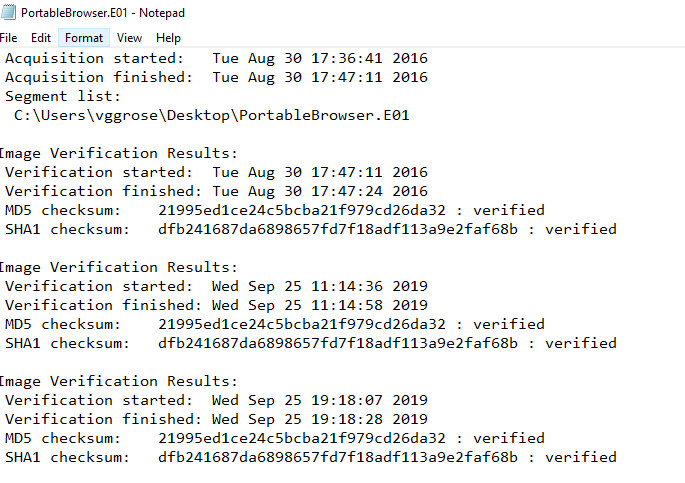 PortableBrowser.E01 - Notepad
File Edit Format View Help
Acquisition started: Tue Aug 30 17:36:41 2016
Acquisition finished: Tue Aug 30 17:47:11 2016
Segment list:
C:\Users\vggrose\Desktop\PortableBrowser.E01
Image Verification Results:
Verification started: Tue Aug 30 17:47:11 2016
Verification finished: Tue Aug 30 17:47:24 2016
MD5 checksum: 21995ed1ce24c5bcba21f979cd26da32 : verified
SHA1 checksum: dfb241687da6898657fd7f18adf113a9e2faf68b : verified
Image Verification Results:
Verification started: Wed Sep 25 11:14:36 2019
Verification finished: Wed Sep 25 11:14:58 2019
MD5 checksum: 21995ed1ce24c5bcba21f979cd26da32 : verified
SHA1 checksum: dfb241687da6898657fd7f18adf113a9e2faf68b : verified
Image Verification Results:
Verification started: Wed Sep 25 19:18:07 2019
Verification finished: Wed Sep 25 19:18:28 2019
MD5 checksum: 21995ed1ce24c5bcba21f979cd26da32 : verified
SHA1 checksum: dfb241687da6898657fd7f18adf113a9e2faf68b : verified